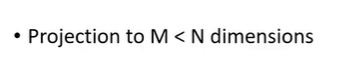 • Projection to M < N dimensions